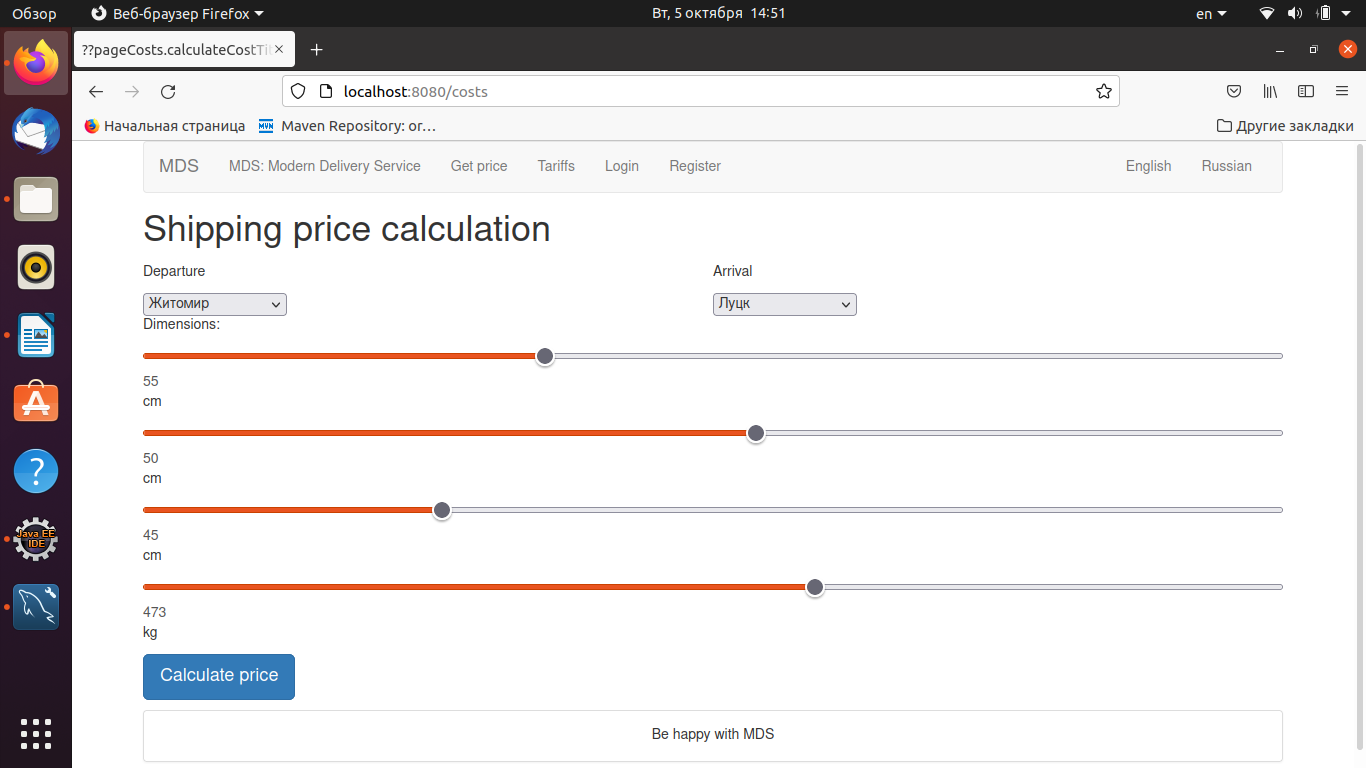 Обзор Веб-браузер Firefox Вт, 5 октября 14:51 en
??pageCosts.calculateCostTi
localhost:8080/costs
Начальная страница Maven Repository: or… Другие закладки
MDS MDS: Modern Delivery Service Get price Tariffs Login Register English Russian
Shipping price calculation
Departure Arrival
Житомир Луцк
Dimensions:
55
cm
50
cm
45
cm
473
kg
Calculate price
Be happy with MDS
Java EE
IDE
MVN